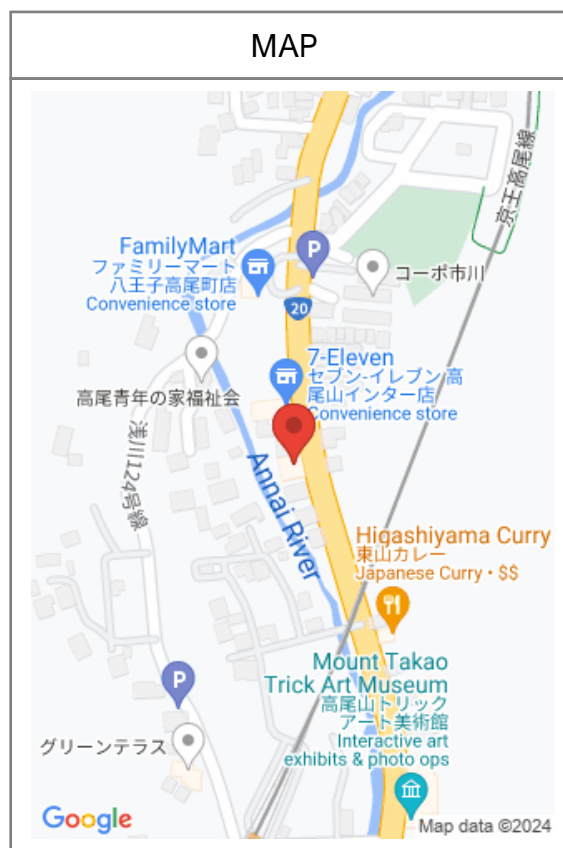 MAP
京王高尾線
FamilyMart
ファミリーマート
八王子高尾町店
Convenience store
P
コーポ市川
20
7-Eleven
セブン-イレブン 高
尾山インター店
Convenience store
高尾青年の家福祉会
浅川124号線
Annai River
Higashiyama Curry
東山カレー
Japanese Curry • $$
Mount Takao
Trick Art Museum
高尾山トリック
アート美術館
Interactive art
exhibits & photo ops
P
グリーンテラス
Google
Map data ©2024